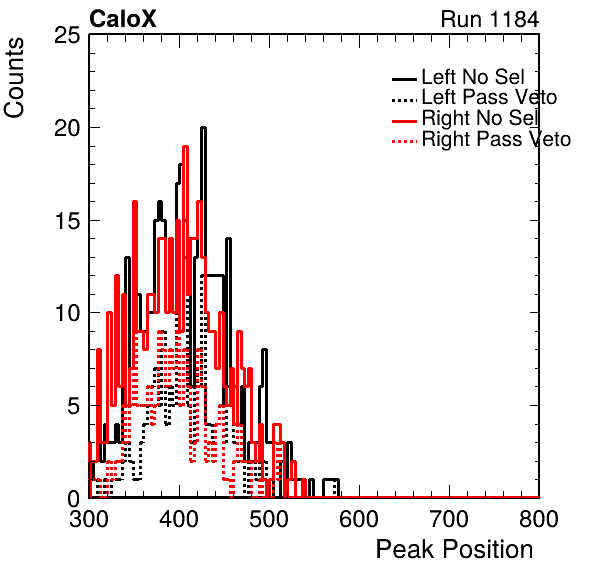 CaloX Run 1184
Counts
25
20
15
10
5
0
Left No Sel
Left Pass Veto
Right No Sel
Right Pass Veto
300 400 500 600 700 800
Peak Position